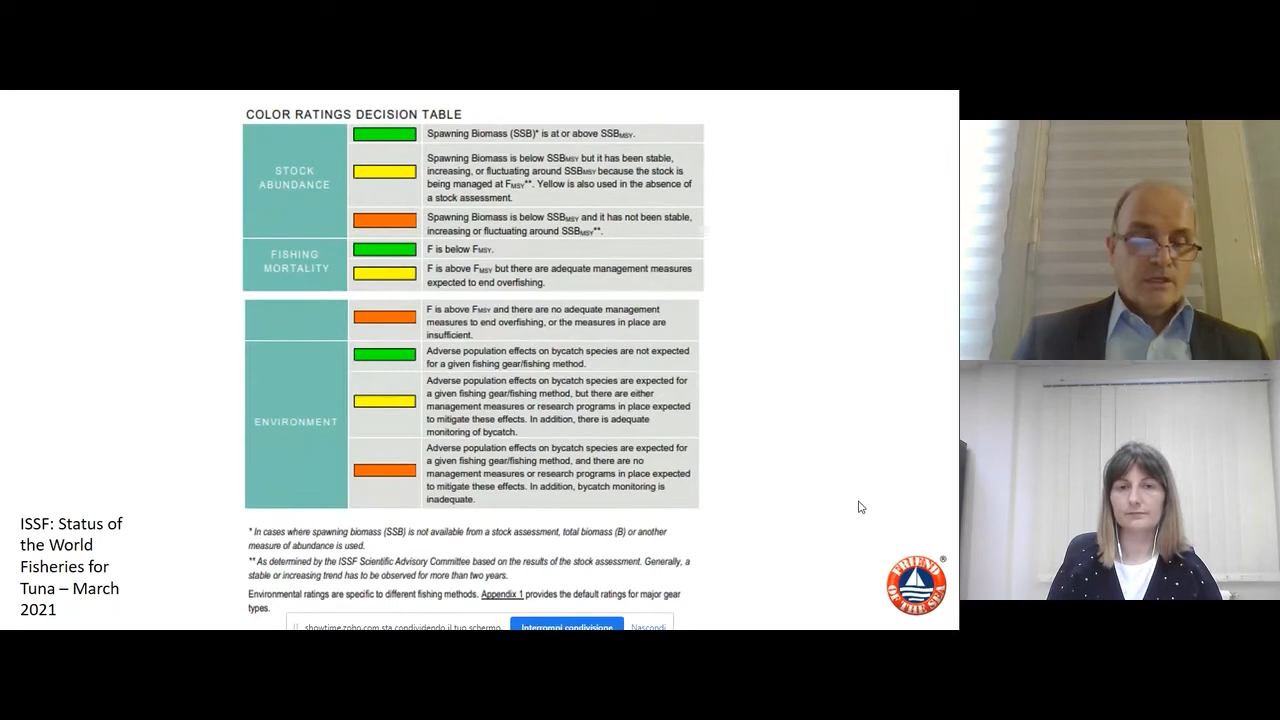 COLOR RATINGS DECISION TABLE
STOCK
ABUNDANCE
Spawning Biomass (SSB)* is at or above SSBMSY.
Spawning Biomass is below SSBMSY but it has been stable,
increasing, or fluctuating around SSBMSY because the stock is
being managed at FMSY**. Yellow is also used in the absence of
a stock assessment.
Spawning Biomass is below SSBMSY and it has not been stable,
increasing or fluctuating around SSBMSY**.
FISHING
MORTALITY
F is below FMSY.
F is above FMSY but there are adequate management measures
expected to end overfishing.
F is above FMSY and there are no adequate management
measures to end overfishing, or the measures in place are
insufficient.
ENVIRONMENT
Adverse population effects on bycatch species are not expected
for a given fishing gear/fishing method.
Adverse population effects on bycatch species are expected for
a given fishing gear/fishing method, but there are either
management measures or research programs in place expected
to mitigate these effects. In addition, there is adequate
monitoring of bycatch.
Adverse population effects on bycatch species are expected for
a given fishing gear/fishing method, and there are no
management measures or research programs in place expected
to mitigate these effects. In addition, bycatch monitoring is
inadequate.
* In cases where spawning biomass (SSB) is not available from a stock assessment, total biomass (B) or another
measure of abundance is used.
** As determined by the ISSF Scientific Advisory Committee based on the results of the stock assessment. Generally, a
stable or increasing trend has to be observed for more than two years.
Environmental ratings are specific to different fishing methods. Appendix 1 provides the default ratings for major gear
types.
ISSF: Status of
the World
Fisheries for
Tuna – March
2021
FRIEND
OF THE SEA
®
showtime.zoho.com sta condividendo il tuo schermo.
Interrompi condivisione
Nascondi